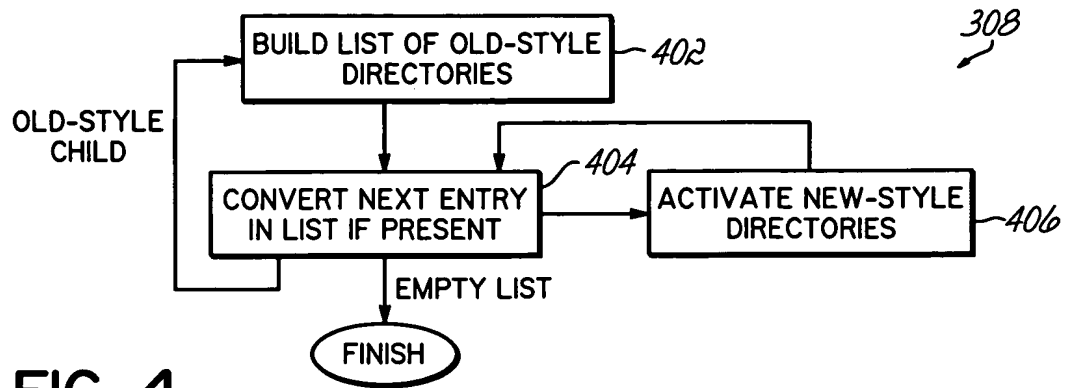 308
BUILD LIST OF OLD-STYLE
DIRECTORIES
402
OLD-STYLE
CHILD
CONVERT NEXT ENTRY
IN LIST IF PRESENT
404
ACTIVATE NEW-STYLE
DIRECTORIES
406
EMPTY LIST
FINISH
FIG. 4